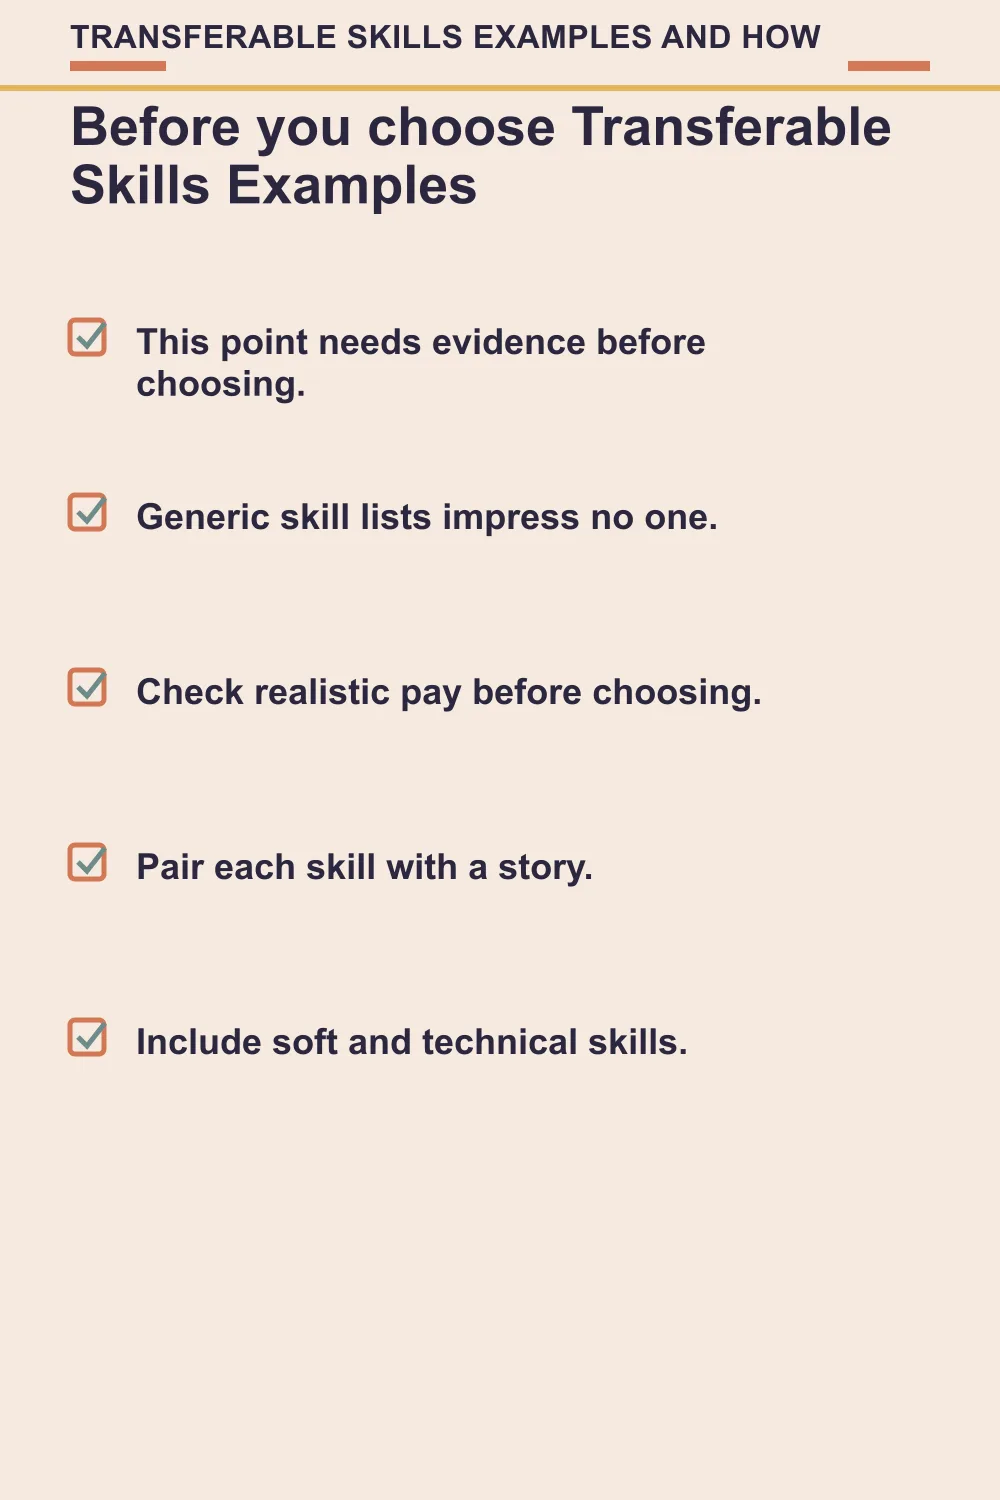 TRANSFERABLE SKILLS EXAMPLES AND HOW
Before you choose Transferable
Skills Examples
This point needs evidence before
choosing.
Generic skill lists impress no one.
Check realistic pay before choosing.
Pair each skill with a story.
Include soft and technical skills.